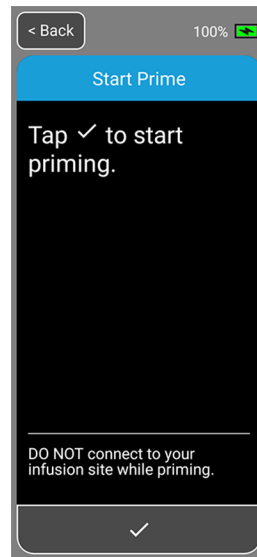 < Back
100%
Start Prime
Tap ✓ to start
priming.
DO NOT connect to your
infusion site while priming.
✓